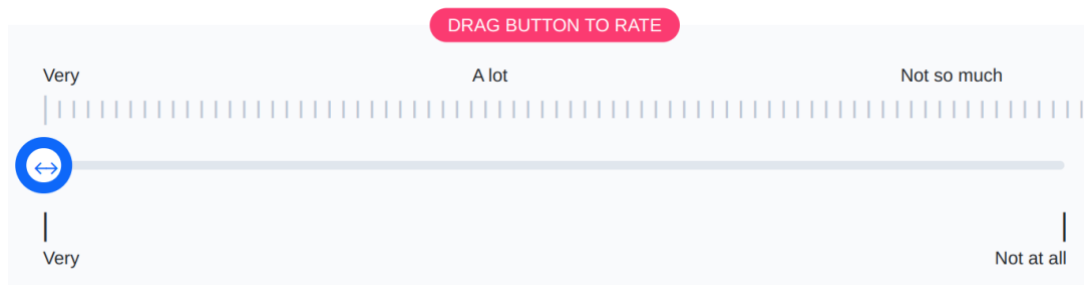 DRAG BUTTON TO RATE
Very A lot Not so much
Very Not at all